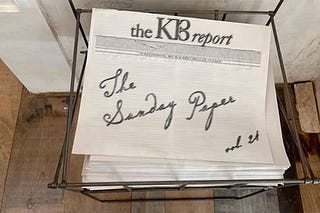 the KB report
The
Sunday Paper
vol. 21